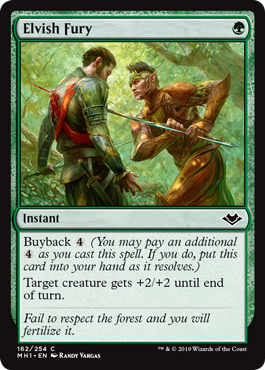 Elvish Fury
Instant
Buyback 4 (You may pay an additional
4 as you cast this spell. If you do, put this
card into your hand as it resolves.)
Target creature gets +2/+2 until end
of turn.
Fail to respect the forest and you will
fertilize it.
162/254 C
MH1 • EN Randy Vargas
™ & © 2019 Wizards of the Coast